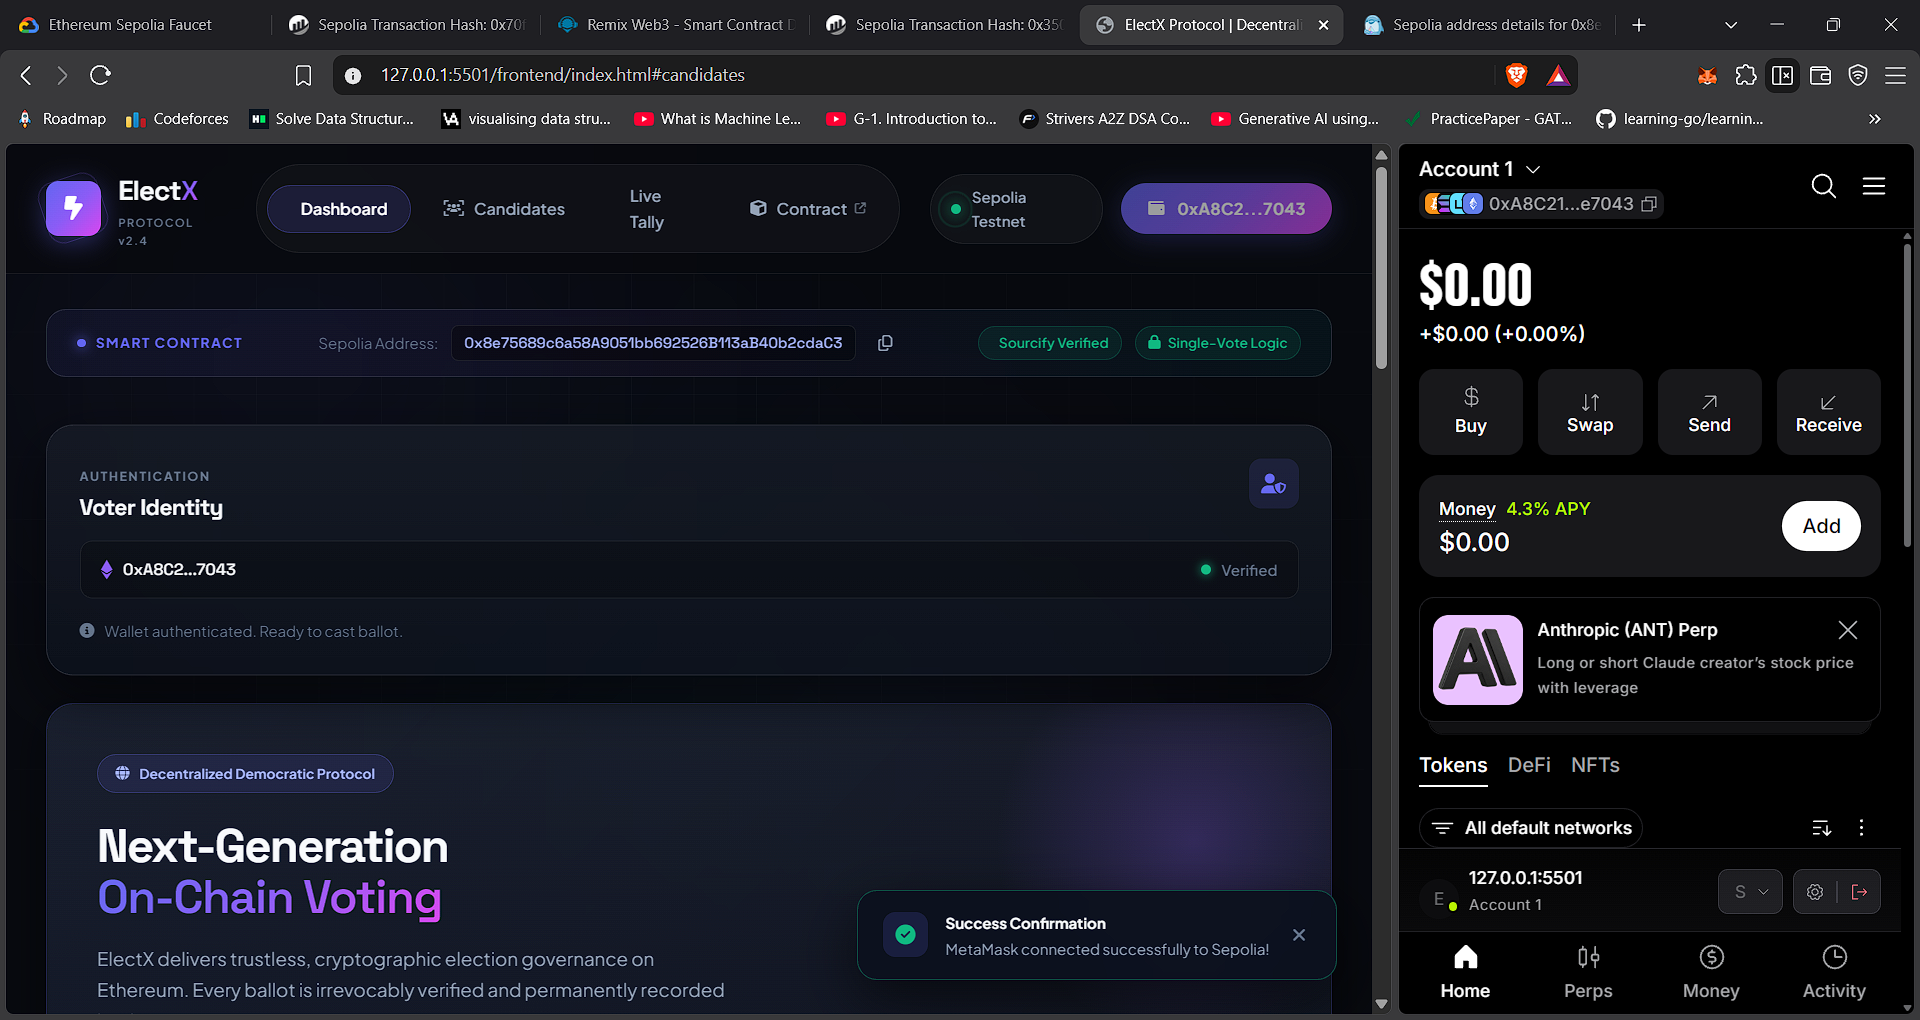 Ethereum Sepolia Faucet
Sepolia Transaction Hash: 0x70f
Remix Web3 - Smart Contract D
Sepolia Transaction Hash: 0x350
ElectX Protocol | Decentrali
Sepolia address details for 0x8e
127.0.0.1:5501/frontend/index.html#candidates
Roadmap
Codeforces
Solve Data Structur...
visualising data stru...
What is Machine Le...
G-1. Introduction to...
Strivers A2Z DSA Co...
Generative AI using...
PracticePaper - GAT...
learning-go/learnin...
ElectX
PROTOCOL
v2.4
Dashboard
Candidates
Live
Tally
Contract
Sepolia
Testnet
0xA8C2...7043
SMART CONTRACT
Sepolia Address:
0x8e75689c6a58A9051bb692526B113aB40b2cdaC3
Sourcify Verified
Single-Vote Logic
AUTHENTICATION
Voter Identity
0xA8C2...7043
Verified
Wallet authenticated. Ready to cast ballot.
Decentralized Democratic Protocol
Next-Generation
On-Chain Voting
ElectX delivers trustless, cryptographic election governance on
Ethereum. Every ballot is irrevocably verified and permanently recorded
Success Confirmation
MetaMask connected successfully to Sepolia!
Account 1
0xA8C21...e7043
$0.00
+$0.00 (+0.00%)
Buy
Swap
Send
Receive
Money 4.3% APY
$0.00
Add
Anthropic (ANT) Perp
Long or short Claude creator's stock price
with leverage
Tokens
DeFi
NFTs
All default networks
E
127.0.0.1:5501
Account 1
S
Home
Perps
Money
Activity